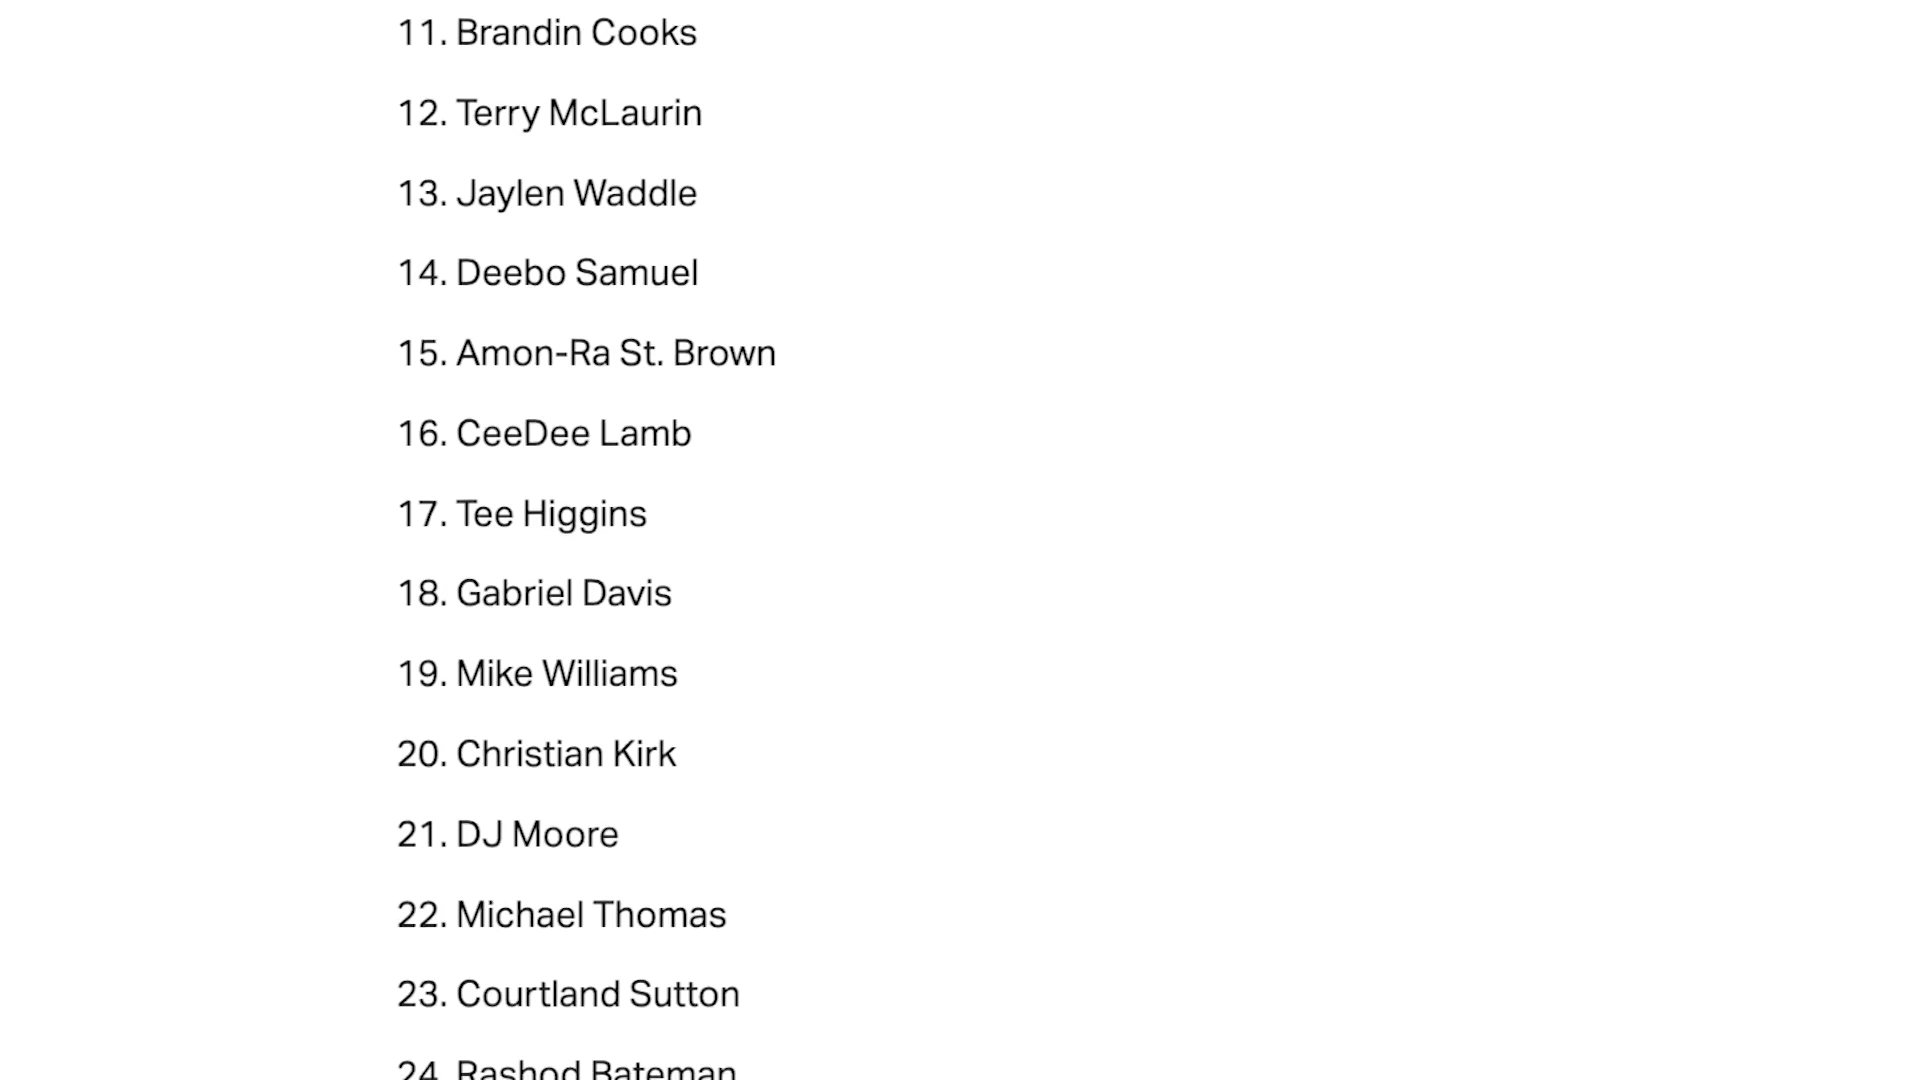 11. Brandin Cooks
12. Terry McLaurin
13. Jaylen Waddle
14. Deebo Samuel
15. Amon-Ra St. Brown
16. CeeDee Lamb
17. Tee Higgins
18. Gabriel Davis
19. Mike Williams
20. Christian Kirk
21. DJ Moore
22. Michael Thomas
23. Courtland Sutton
24. Rashod Bateman